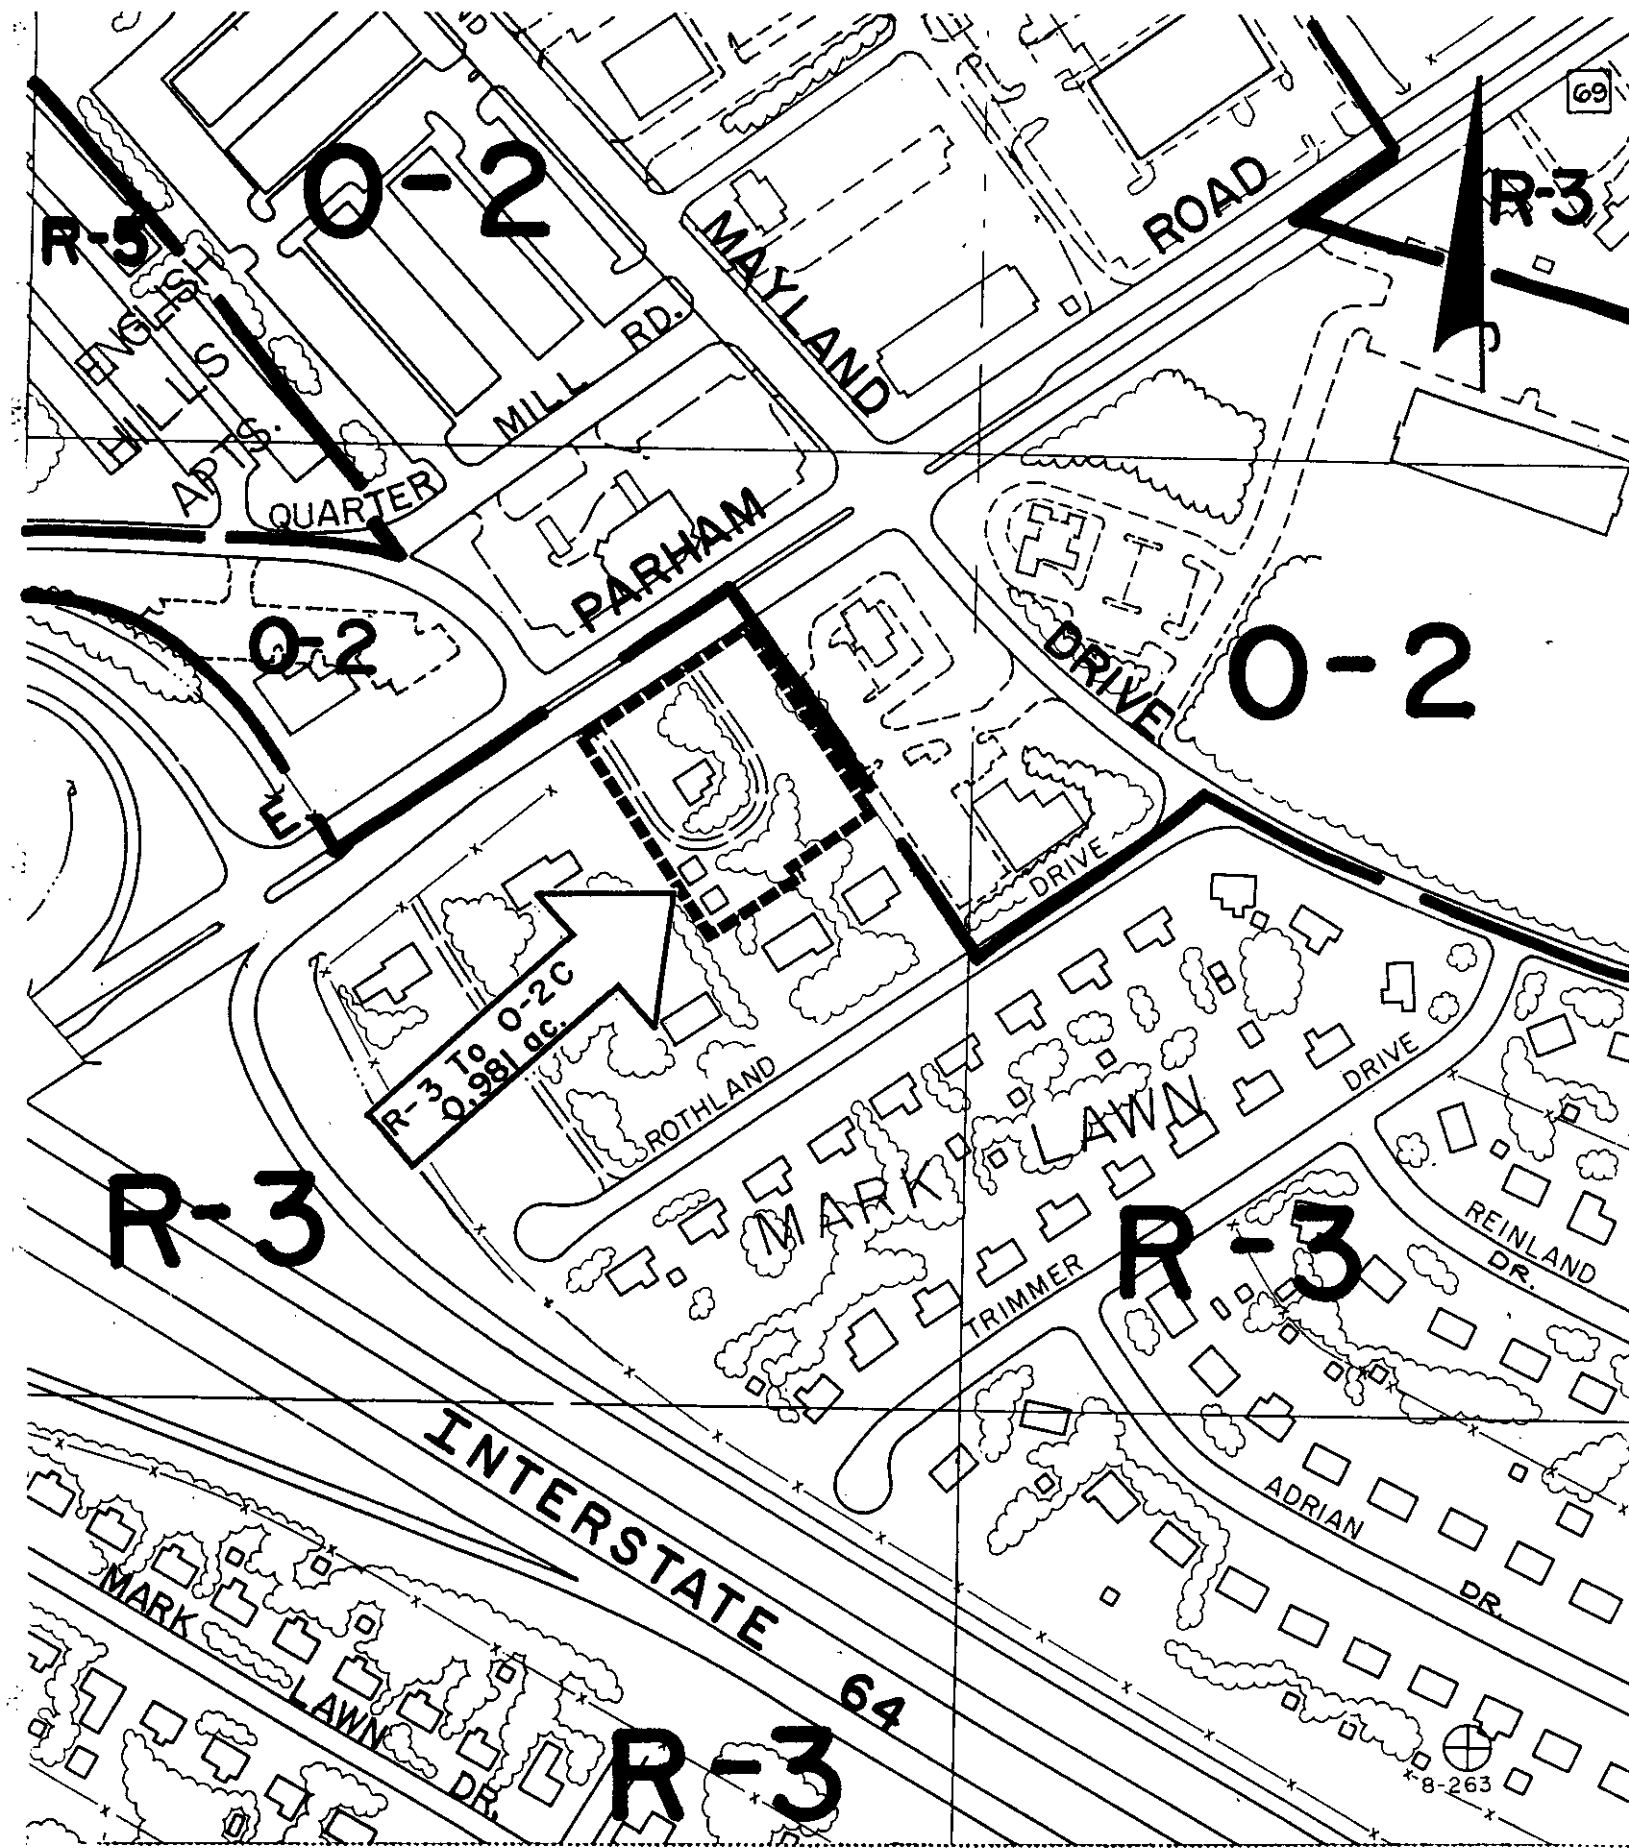 69
O-2
R-5
R-3
MAYLAND
ROAD
ENGLISH
HILLS
APTS.
MILL
RD.
QUARTER
PARHAM
O-2
DRIVE
O-2
E.
DRIVE
R-3 To O-2C
0.981 ac.
ROTHLAND
DRIVE
MARK LAWN
R-3
R-3
TRIMMER
REINLAND
DR.
INTERSTATE 64
ADRIAN
DR.
MARK
LAWN
DR.
R-3
8-263